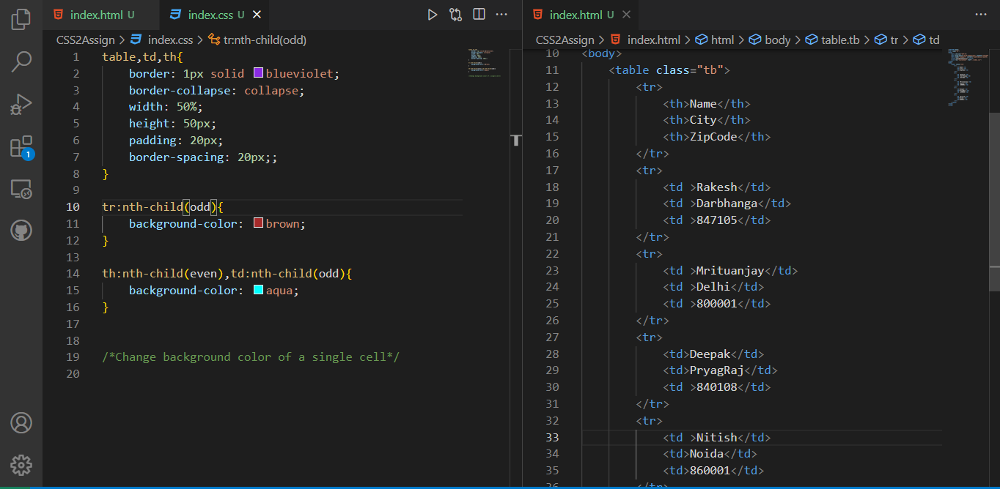 index.html U
index.css U
CSS2Assign > index.css > tr:nth-child(odd)
1 table,td,th{
2 border: 1px solid blueviolet;
3 border-collapse: collapse;
4 width: 50%;
5 height: 50px;
6 padding: 20px;
7 border-spacing: 20px;;
8 }
9
10 tr:nth-child(odd){
11 background-color: brown;
12 }
13
14 th:nth-child(even),td:nth-child(odd){
15 background-color: aqua;
16 }
17
18
19 /*Change background color of a single cell*/
20
1
index.html U
CSS2Assign > index.html > html > body > table.tb > tr > td
10 <body>
11 <table class="tb">
12 <tr>
13 <th>Name</th>
14 <th>City</th>
15 <th>ZipCode</th>
16 </tr>
17 <tr>
18 <td >Rakesh</td>
19 <td >Darbhanga</td>
20 <td >847105</td>
21 </tr>
22 <tr>
23 <td >Mrituanjay</td>
24 <td >Delhi</td>
25 <td >800001</td>
26 </tr>
27 <tr>
28 <td>Deepak</td>
29 <td>PryagRaj</td>
30 <td >840108</td>
31 </tr>
32 <tr>
33 <td >Nitish</td>
34 <td>Noida</td>
35 <td>860001</td>
36 </tr>